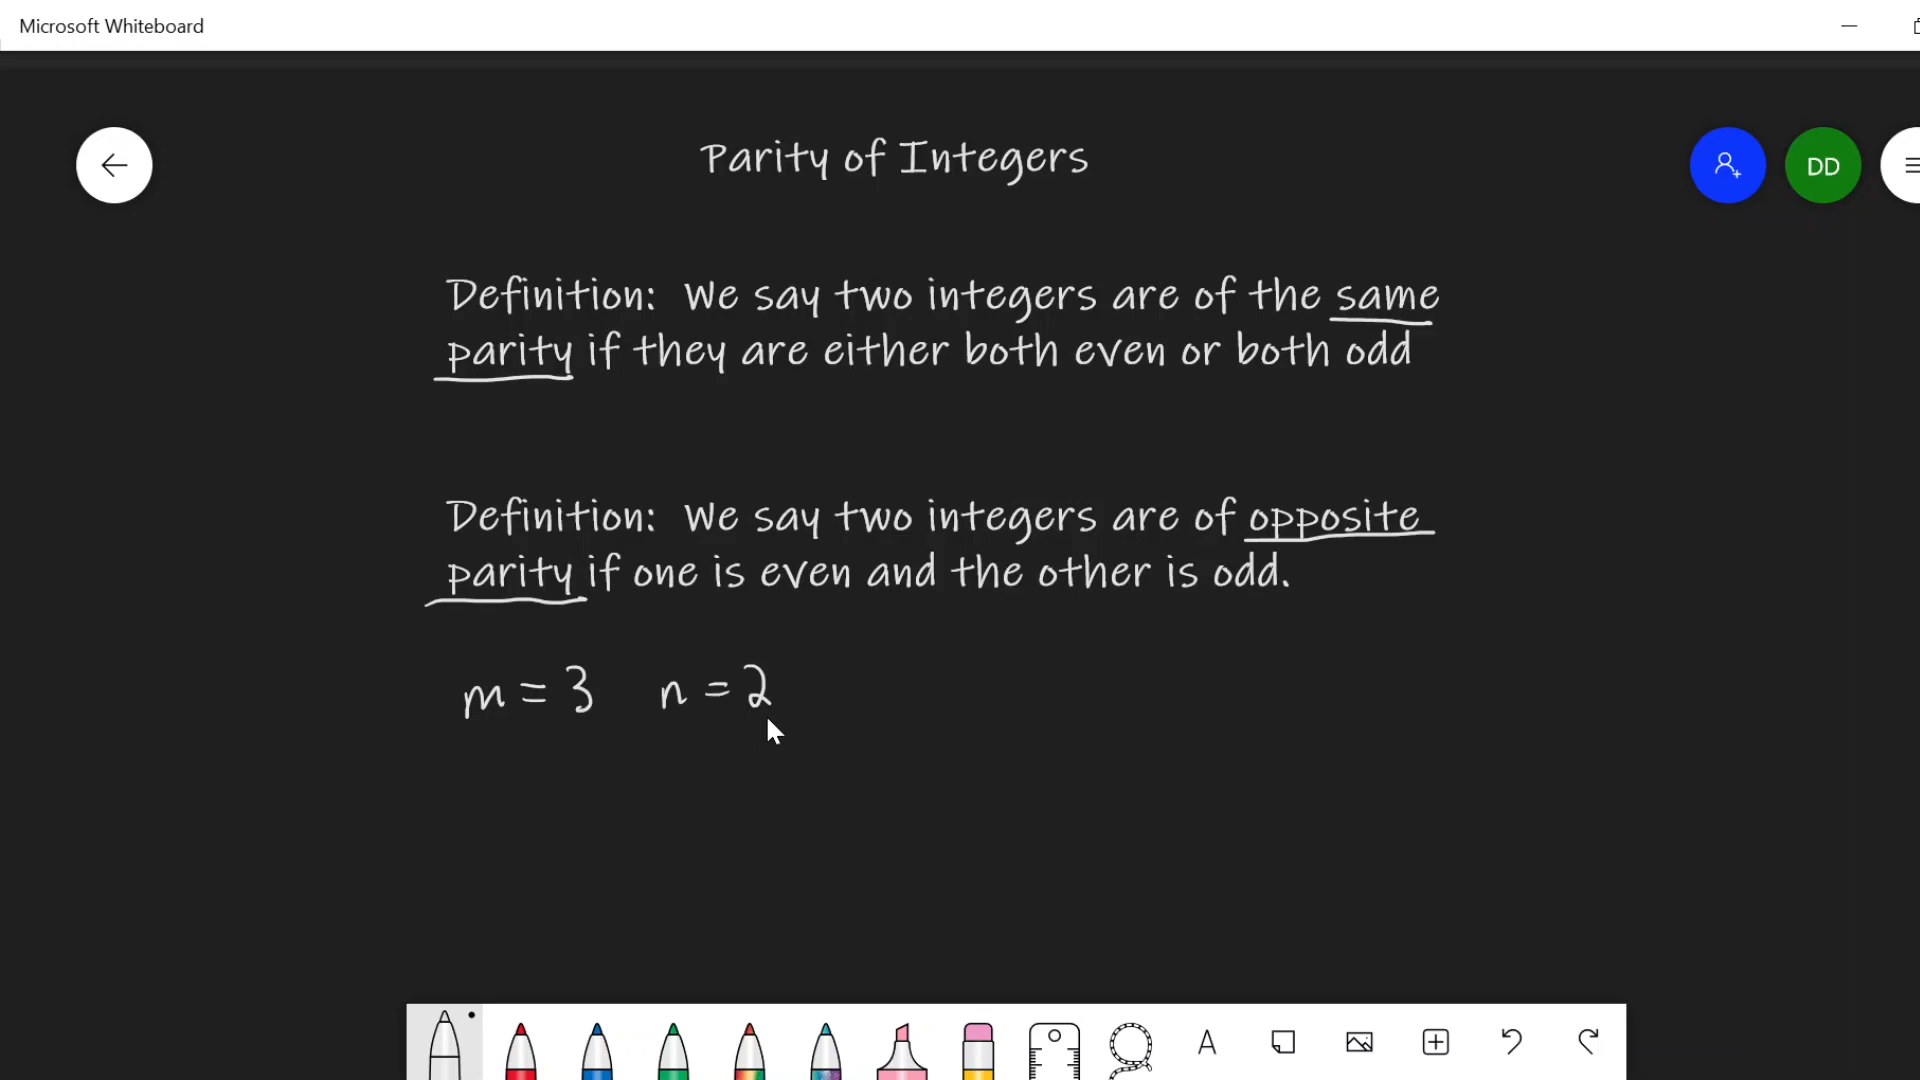 Microsoft Whiteboard
Parity of Integers
DD
Definition: We say two integers are of the same
parity if they are either both even or both odd
Definition: We say two integers are of opposite
parity if one is even and the other is odd.
m = 3 n = 2
A